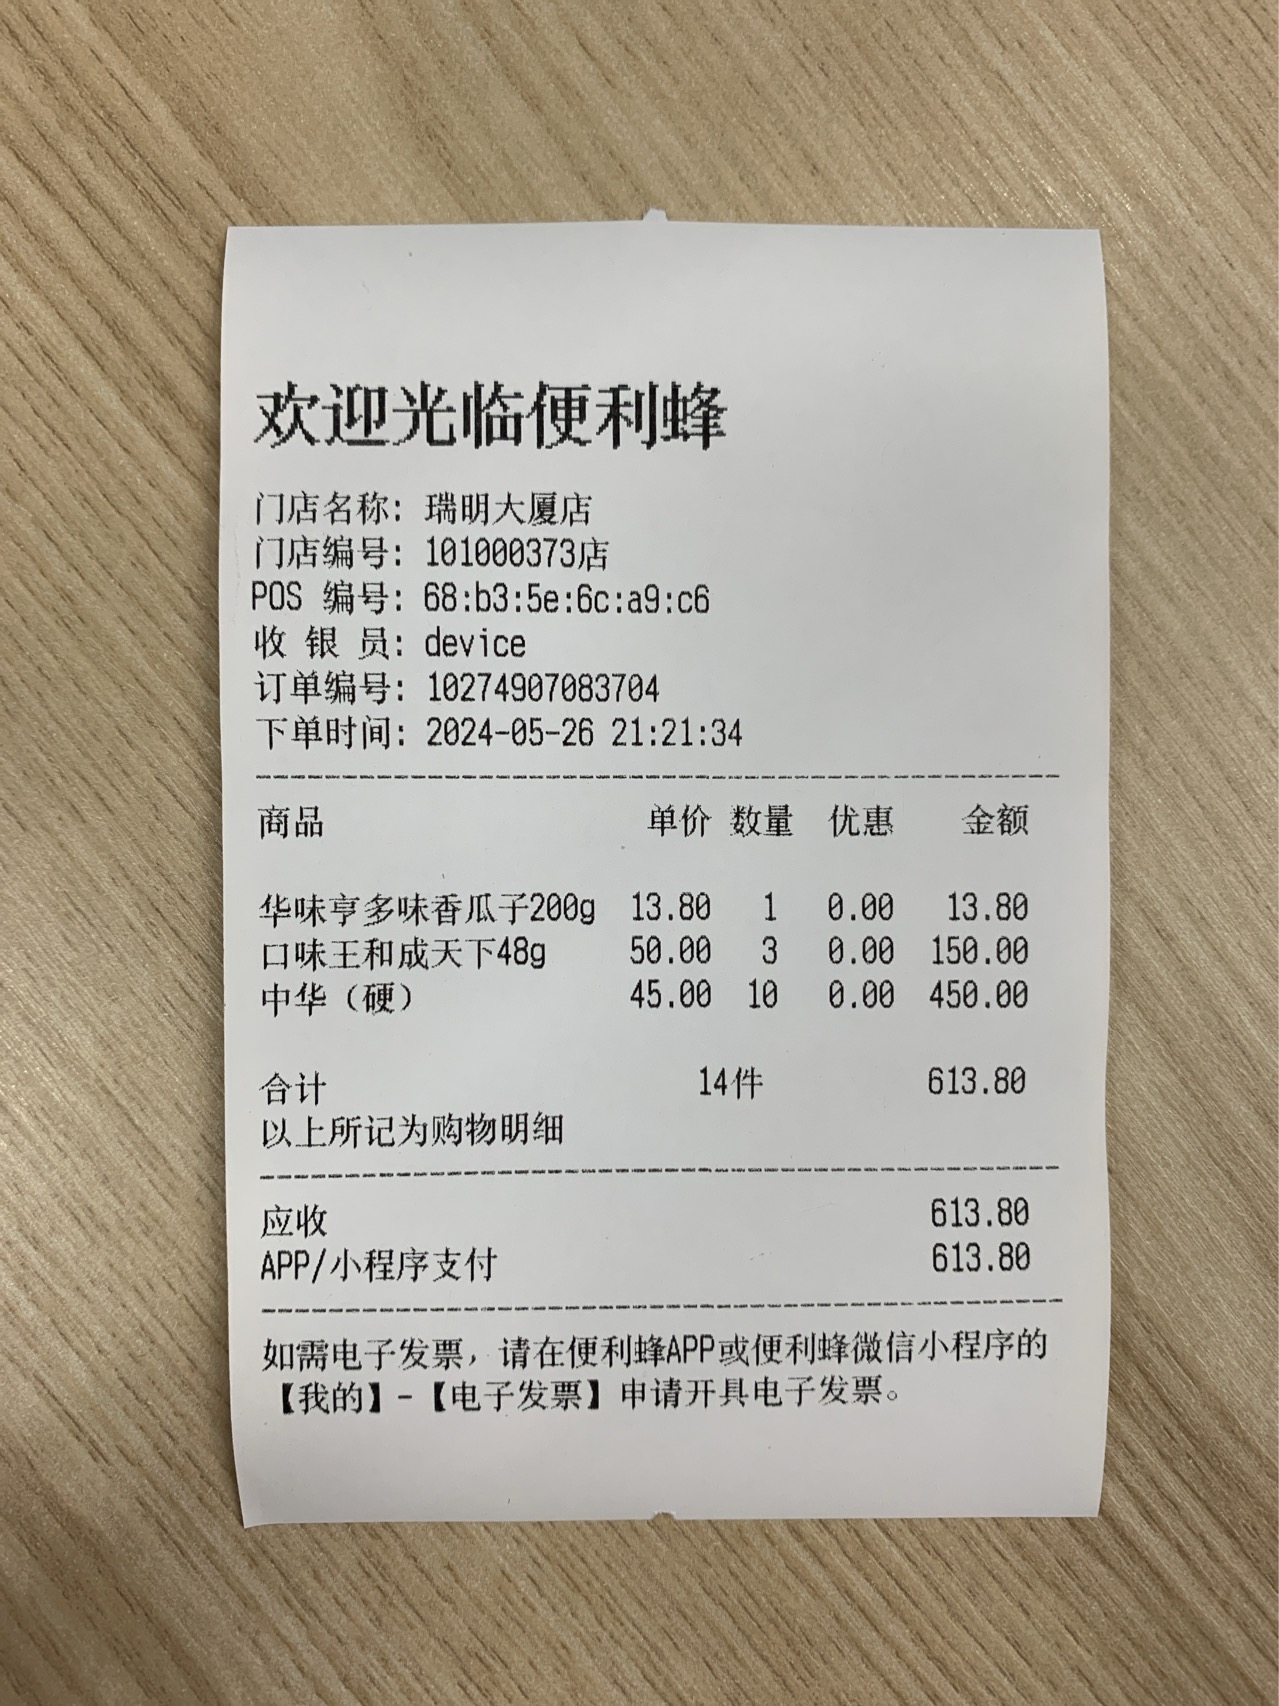 欢迎光临便利蜂
门店名称: 瑞明大厦店
门店编号: 101000373店
POS 编号: 68:b3:5e:6c:a9:c6
收 银 员: device
订单编号: 10274907083704
下单时间: 2024-05-26 21:21:34
商品 单价 数量 优惠 金额
华味亨多味香瓜子200g 13.80 1 0.00 13.80
口味王和成天下48g 50.00 3 0.00 150.00
中华（硬） 45.00 10 0.00 450.00
合计 14件 613.80
以上所记为购物明细
应收 613.80
APP/小程序支付 613.80
如需电子发票，请在便利蜂APP或便利蜂微信小程序的
【我的】-【电子发票】申请开具电子发票。